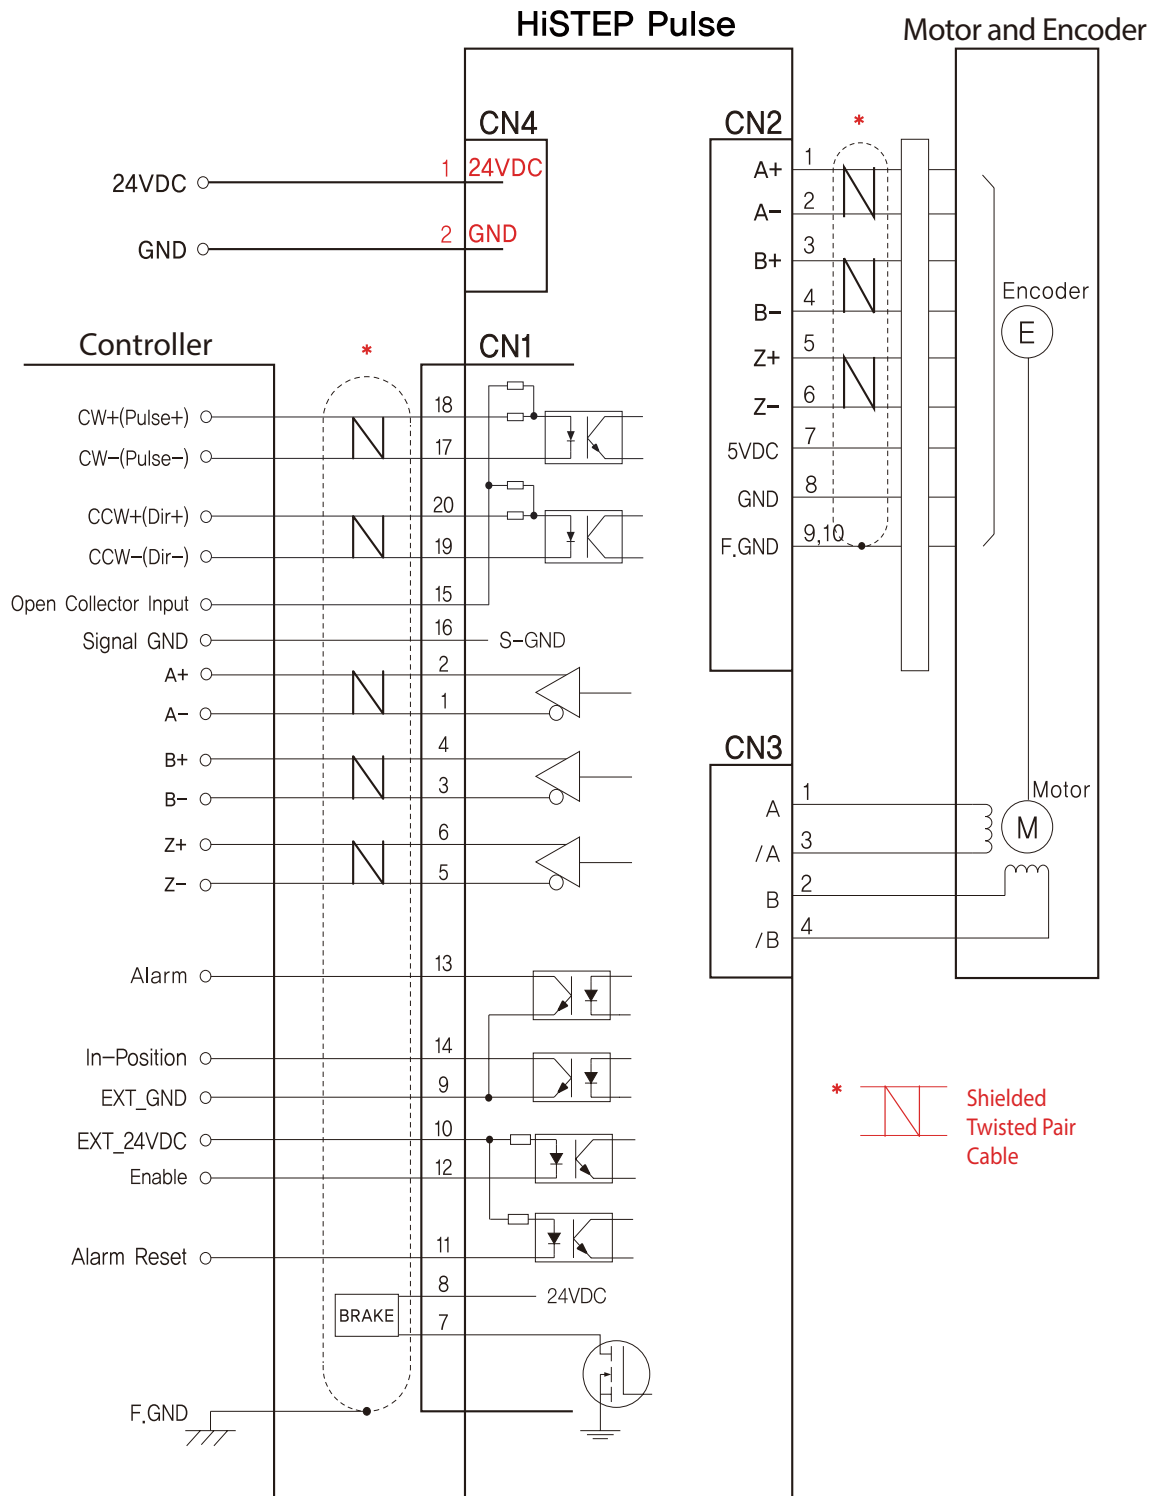 HiSTEP Pulse
Motor and Encoder
CN4
24VDC
1 24VDC
GND
2 GND
CN2
*
A+ 1
A- 2
B+ 3
B- 4
Z+ 5
Z- 6
5VDC 7
GND 8
F.GND 9,10
Encoder
E
Controller
*
CN1
CW+(Pulse+) 18
CW-(Pulse-) 17
CCW+(Dir+) 20
CCW-(Dir-) 19
Open Collector Input 15
Signal GND 16 S-GND
A+ 2
A- 1
B+ 4
B- 3
Z+ 6
Z- 5
CN3
A 1
/A 3
B 2
/B 4
Motor
M
Alarm 13
In-Position 14
EXT_GND 9
EXT_24VDC 10
Enable 12
Alarm Reset 11
8 24VDC
BRAKE
7
F.GND
* Shielded
Twisted Pair
Cable